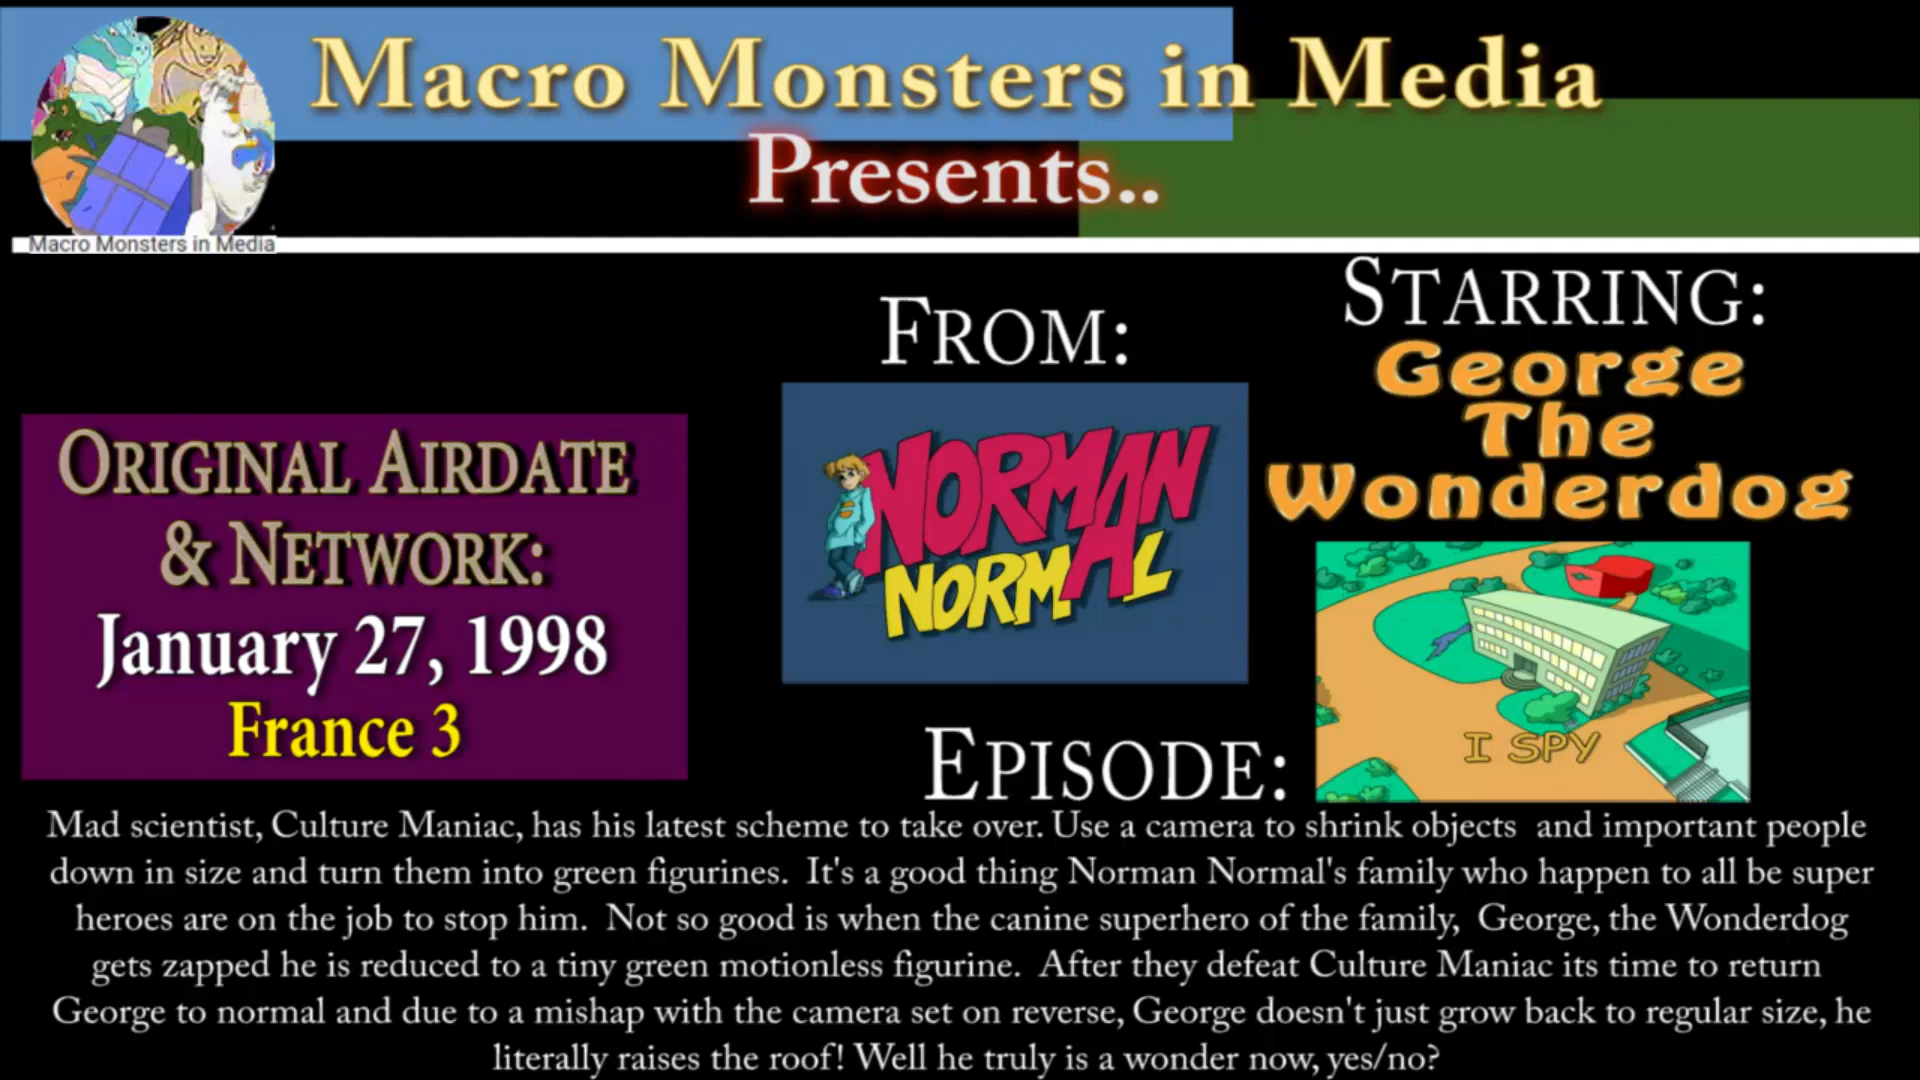 Macro Monsters in Media
Presents..
Macro Monsters in Media
FROM:
STARRING:
George
The
Wonderdog
NORMAN
NORMAL
ORIGINAL AIRDATE
& NETWORK:
January 27, 1998
France 3
EPISODE:
I SPY
Mad scientist, Culture Maniac, has his latest scheme to take over. Use a camera to shrink objects  and important people
down in size and turn them into green figurines.  It's a good thing Norman Normal's family who happen to all be super
heroes are on the job to stop him.  Not so good is when the canine superhero of the family,  George, the Wonderdog
gets zapped he is reduced to a tiny green motionless figurine.  After they defeat Culture Maniac its time to return
George to normal and due to a mishap with the camera set on reverse, George doesn't just grow back to regular size, he
literally raises the roof! Well he truly is a wonder now, yes/no?